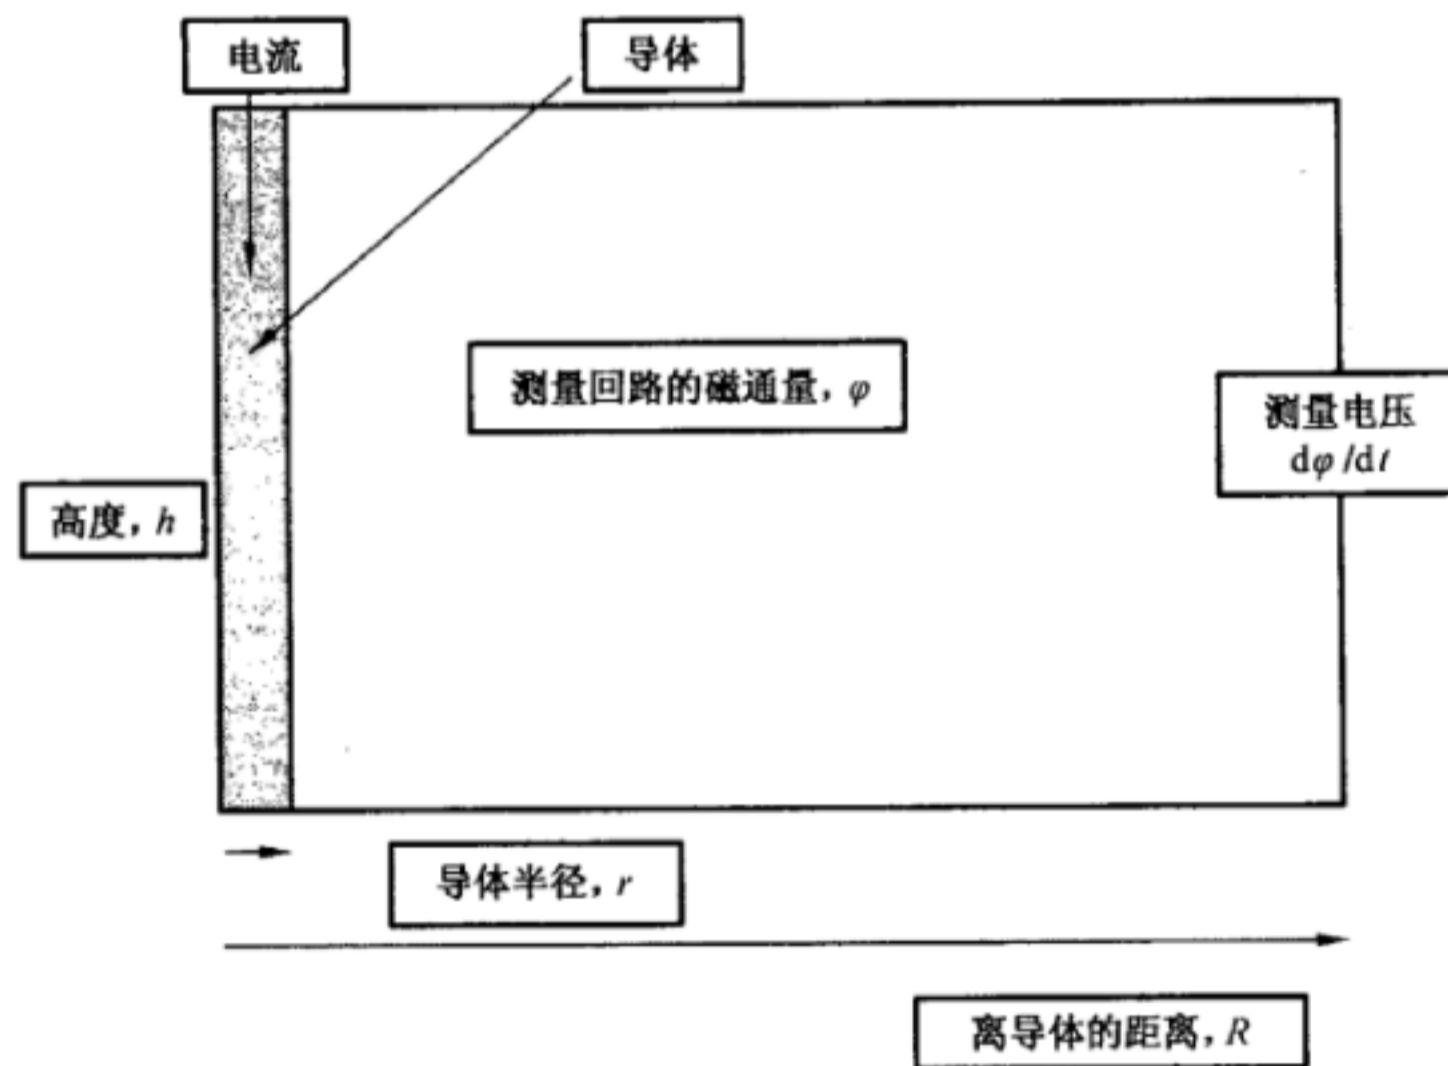 电流
导体
测量回路的磁通量，φ
测量电压
dφ/dt
高度，h
导体半径，r
离导体的距离，R